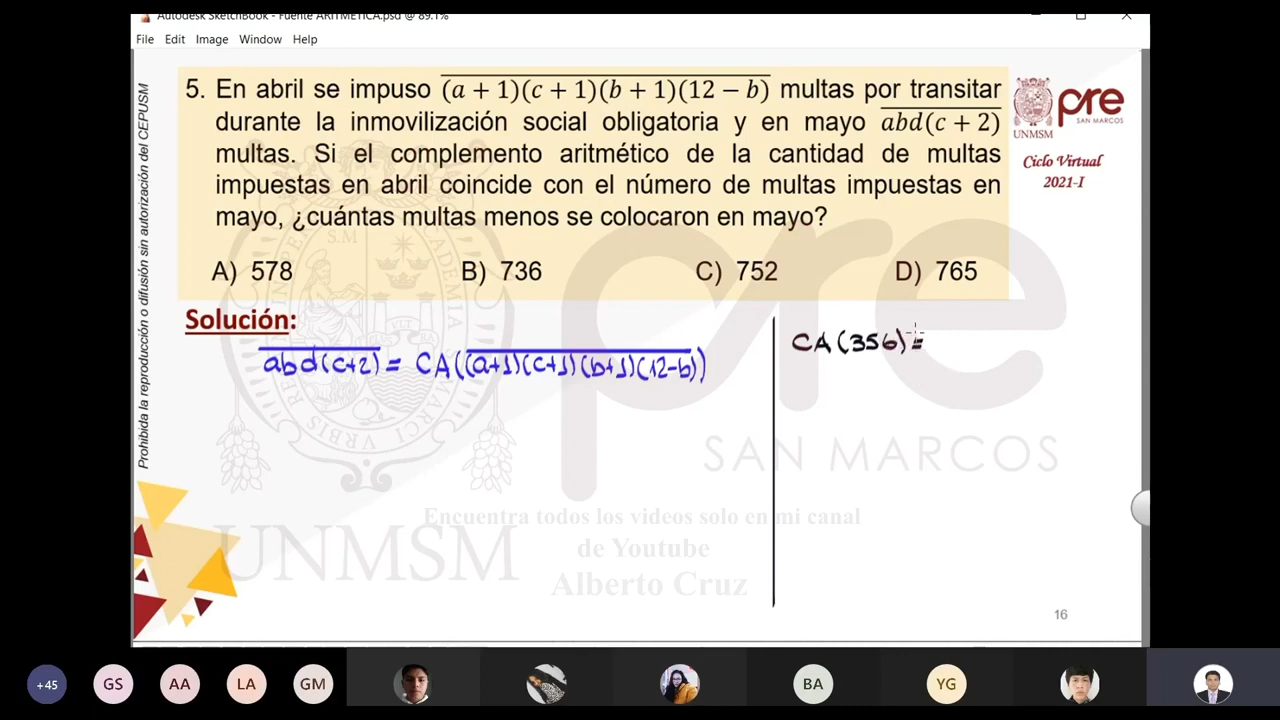 Autodesk SketchBook - Fuente ARITMETICA.psd @ 89.1%
File Edit Image Window Help
5. En abril se impuso (a + 1)(c + 1)(b + 1)(12 − b) multas por transitar
durante la inmovilización social obligatoria y en mayo abd(c + 2)
multas. Si el complemento aritmético de la cantidad de multas
impuestas en abril coincide con el número de multas impuestas en
mayo, ¿cuántas multas menos se colocaron en mayo?
A) 578 B) 736 C) 752 D) 765
UNMSM
pre
SAN MARCOS
Ciclo Virtual
2021-I
Prohibida la reproducción o difusión sin autorización del CEPUSM
Solución:
abd(c+2) = CA((a+1)(c+1)(b+1)(12-b))
CA(356) =
pre
SAN MARCOS
UNMSM
Encuentra todos los videos solo en mi canal
de Youtube
Alberto Cruz
16
+45 GS AA LA GM BA YG